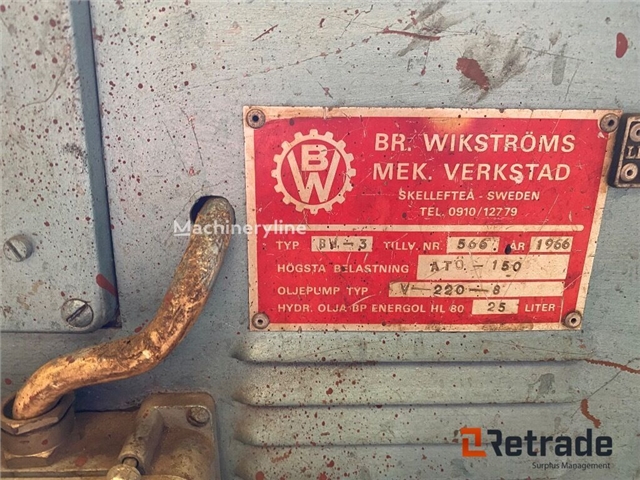 BW
BR. WIKSTRÖMS
MEK. VERKSTAD
SKELLEFTEÅ - SWEDEN
TEL. 0910/12779
TYP BW-3 TILLV. NR. 566 ÅR 1966
HÖGSTA BELASTNING ATÖ - 150
OLJEPUMP TYP V-220-8
HYDR. OLJA BP ENERGOL HL 80 25 LITER
Machineryline
Retrade
Surplus Management